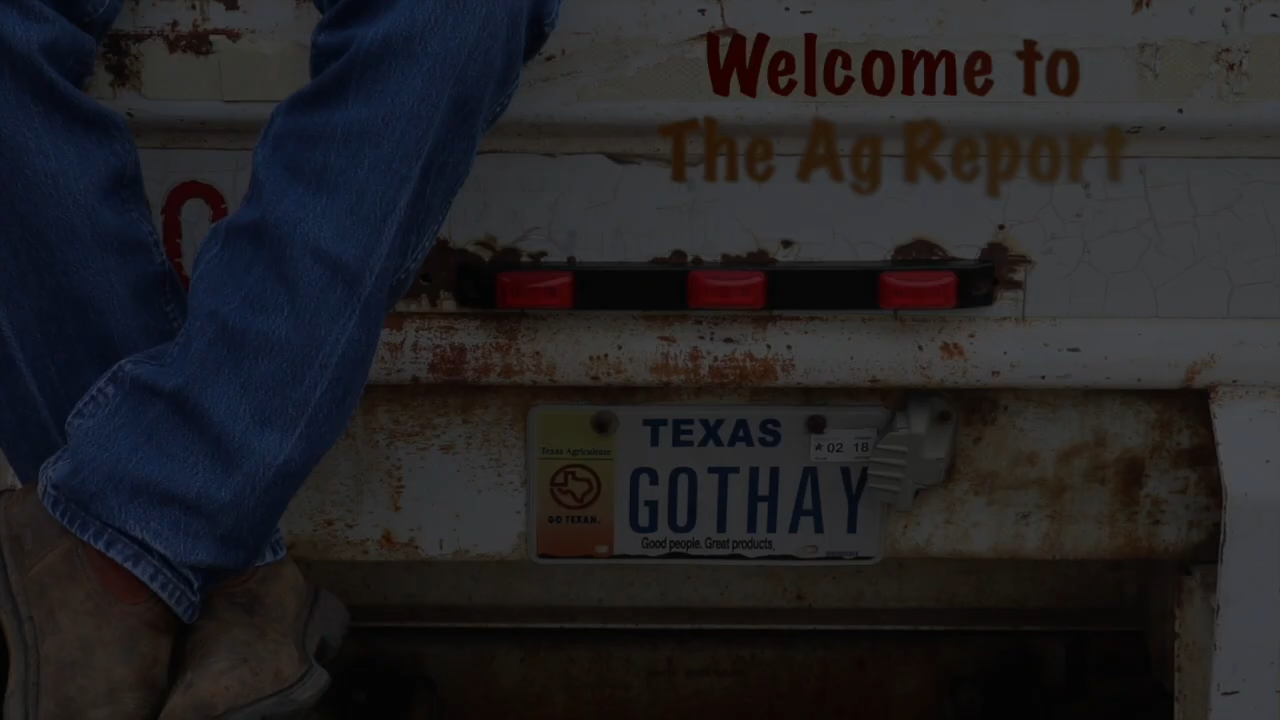 Welcome to
The Ag Report
TEXAS
★02 18
Texas Agriculture
GOTHAY
GO TEXAN.
Good people. Great products.